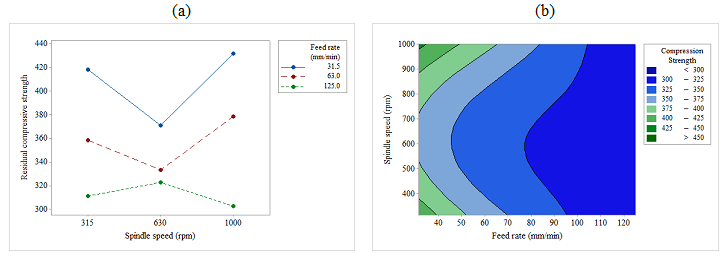 (a)
Residual compressive strength
440
420
400
380
360
340
320
300
315
630
1000
Spindle speed (rpm)
Feed rate
(mm/min)
31.5
63.0
125.0
(b)
Spindle speed (rpm)
1000
900
800
700
600
500
400
40
50
60
70
80
90
100
110
120
Feed rate (mm/min)
Compression
Strength
< 300
300 – 325
325 – 350
350 – 375
375 – 400
400 – 425
425 – 450
> 450